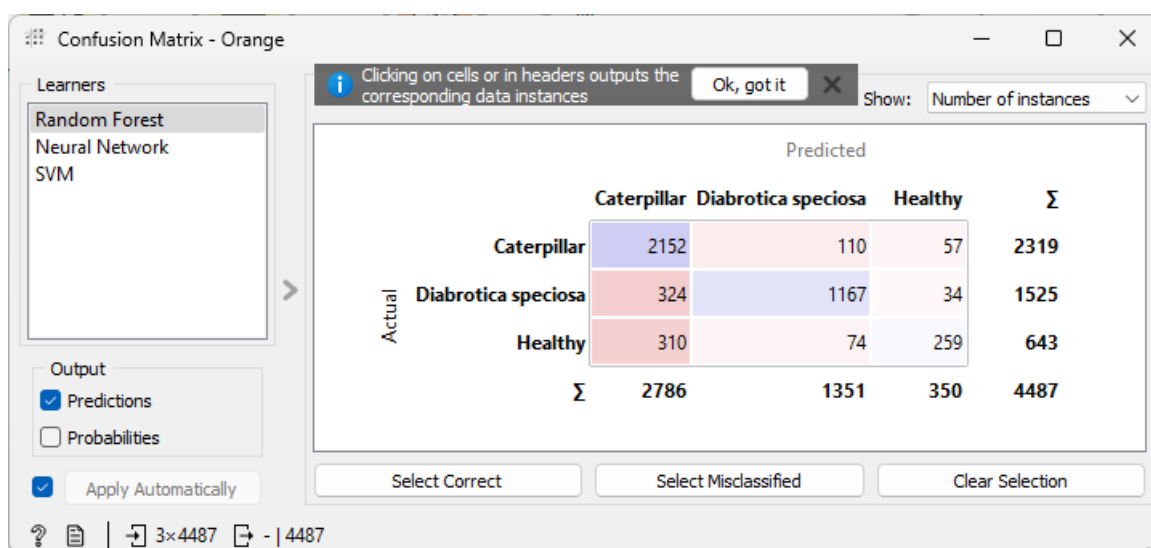 Confusion Matrix - Orange
Learners
Random Forest
Neural Network
SVM
Output
Predictions
Probabilities
Apply Automatically
Clicking on cells or in headers outputs the
corresponding data instances
Ok, got it
Show: Number of instances
Predicted
Caterpillar Diabrotica speciosa Healthy Σ
Actual
Caterpillar 2152 110 57 2319
Diabrotica speciosa 324 1167 34 1525
Healthy 310 74 259 643
Σ 2786 1351 350 4487
Select Correct Select Misclassified Clear Selection
? 3×4487 - | 4487